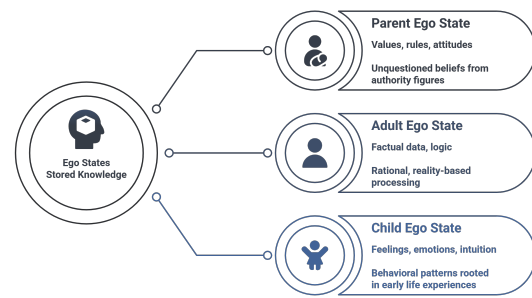 Ego States
Stored Knowledge
Parent Ego State
Values, rules, attitudes
Unquestioned beliefs from
authority figures
Adult Ego State
Factual data, logic
Rational, reality-based
processing
Child Ego State
Feelings, emotions, intuition
Behavioral patterns rooted
in early life experiences